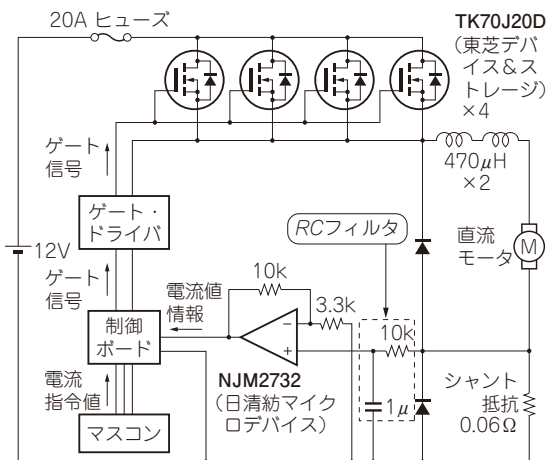 20A ヒューズ
TK70J20D
(東芝デバ
イス&ス
トレージ)
×4
ゲート
信号
470μH
×2
ゲート・
ドライバ
RCフィルタ
12V
直流
モータ
M
ゲート
信号
電流値
情報
10k
3.3k
10k
制御
ボード
−
+
NJM2732
(日清紡マイク
ロデバイス)
1μ
シャント
抵抗
0.06Ω
電流
指令値
マスコン